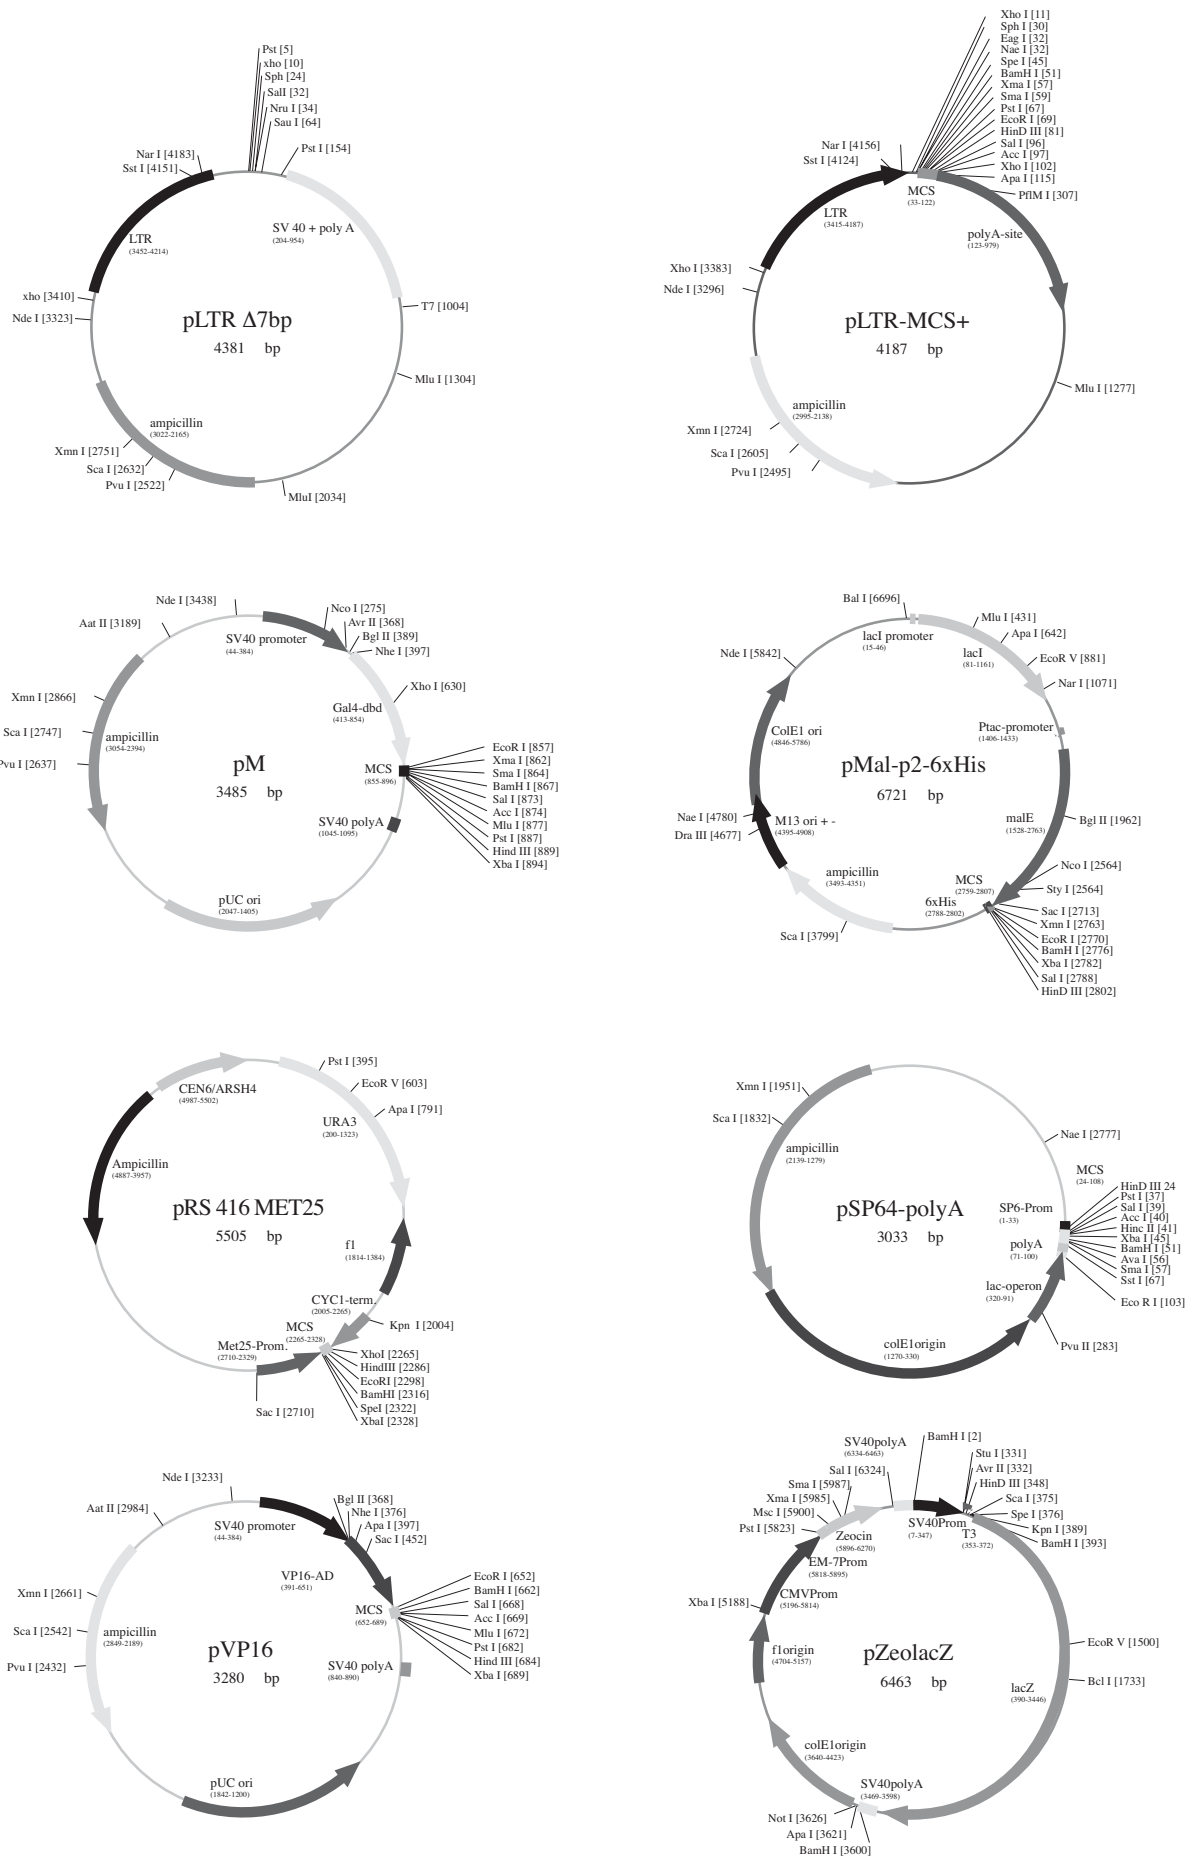 Pst [5]
xho [10]
Sph [24]
SalI [32]
Nru I [34]
Sau I [64]
Pst I [154]
Nar I [4183]
Sst I [4151]
LTR
(3452-4214)
SV 40 + poly A
(204-954)
xho [3410]
Nde I [3323]
T7 [1004]
pLTR Δ7bp
4381 bp
Mlu I [1304]
ampicillin
(3022-2165)
Xmn I [2751]
Sca I [2632]
Pvu I [2522]
MluI [2034]
Xho I [11]
Sph I [30]
Eag I [32]
Nae I [32]
Spe I [45]
BamH I [51]
Xma I [57]
Sma I [59]
Pst I [67]
EcoR I [69]
HinD III [81]
Sal I [96]
Acc I [97]
Xho I [102]
Apa I [115]
PflM I [307]
Nar I [4156]
Sst I [4124]
MCS
(33-122)
LTR
(3415-4187)
polyA-site
(123-979)
Xho I [3383]
Nde I [3296]
pLTR-MCS+
4187 bp
Mlu I [1277]
ampicillin
(2995-2138)
Xmn I [2724]
Sca I [2605]
Pvu I [2495]
Nde I [3438]
Aat II [3189]
Nco I [275]
Avr II [368]
Bgl II [389]
Nhe I [397]
SV40 promoter
(44-384)
Xho I [630]
Xmn I [2866]
Gal4-dbd
(413-854)
Sca I [2747]
ampicillin
(3054-2394)
Pvu I [2637]
pM
3485 bp
MCS
(855-896)
EcoR I [857]
Xma I [862]
Sma I [864]
BamH I [867]
Sal I [873]
Acc I [874]
Mlu I [877]
Pst I [887]
Hind III [889]
Xba I [894]
SV40 polyA
(1045-1095)
pUC ori
(2047-1405)
Bal I [6696]
Mlu I [431]
Apa I [642]
EcoR V [881]
Nar I [1071]
lacI promoter
(15-46)
lacI
(81-1161)
Nde I [5842]
ColE1 ori
(4846-5786)
Ptac-promoter
(1406-1433)
pMal-p2-6xHis
6721 bp
Nae I [4780]
Dra III [4677]
M13 ori + -
(4395-4908)
malE
(1528-2763)
Bgl II [1962]
ampicillin
(3493-4351)
MCS
(2759-2807)
6xHis
(2788-2802)
Sca I [3799]
Nco I [2564]
Sty I [2564]
Sac I [2713]
Xmn I [2763]
EcoR I [2770]
BamH I [2776]
Xba I [2782]
Sal I [2788]
HinD III [2802]
Pst I [395]
EcoR V [603]
Apa I [791]
CEN6/ARSH4
(4987-5502)
URA3
(200-1323)
Ampicillin
(4887-3957)
pRS 416 MET25
5505 bp
f1
(1814-1384)
CYC1-term.
(2005-2265)
Kpn I [2004]
MCS
(2265-2328)
Met25-Prom.
(2710-2329)
XhoI [2265]
HindIII [2286]
EcoRI [2298]
BamHI [2316]
SpeI [2322]
XbaI [2328]
Sac I [2710]
Xmn I [1951]
Sca I [1832]
ampicillin
(2139-1279)
Nae I [2777]
MCS
(24-108)
pSP64-polyA
3033 bp
SP6-Prom
(1-33)
HinD III 24
Pst I [37]
Sal I [39]
Acc I [40]
Hinc II [41]
Xba I [45]
BamH I [51]
Ava I [56]
Sma I [57]
Sst I [67]
Eco R I [103]
polyA
(71-100)
lac-operon
(320-91)
colE1origin
(1270-330)
Pvu II [283]
Nde I [3233]
Aat II [2984]
Bgl II [368]
Nhe I [376]
Apa I [397]
Sac I [452]
SV40 promoter
(44-384)
VP16-AD
(391-651)
Xmn I [2661]
Sca I [2542]
Pvu I [2432]
ampicillin
(2849-2189)
MCS
(652-689)
EcoR I [652]
BamH I [662]
Sal I [668]
Acc I [669]
Mlu I [672]
Pst I [682]
Hind III [684]
Xba I [689]
pVP16
3280 bp
SV40 polyA
(840-890)
pUC ori
(1842-1200)
SV40polyA
(6334-6463)
BamH I [2]
Stu I [331]
Avr II [332]
HinD III [348]
Sca I [375]
Spe I [376]
Kpn I [389]
BamH I [393]
Sal I [6324]
Sma I [5987]
Xma I [5985]
Msc I [5900]
Pst I [5823]
Zeocin
(5896-6270)
SV40Prom
(7-347)
T3
(353-372)
EM-7Prom
(5818-5895)
CMVProm
(5196-5814)
Xba I [5188]
f1origin
(4704-5157)
pZeolacZ
6463 bp
EcoR V [1500]
Bcl I [1733]
lacZ
(390-3446)
colE1origin
(3640-4423)
SV40polyA
(3469-3598)
Not I [3626]
Apa I [3621]
BamH I [3600]